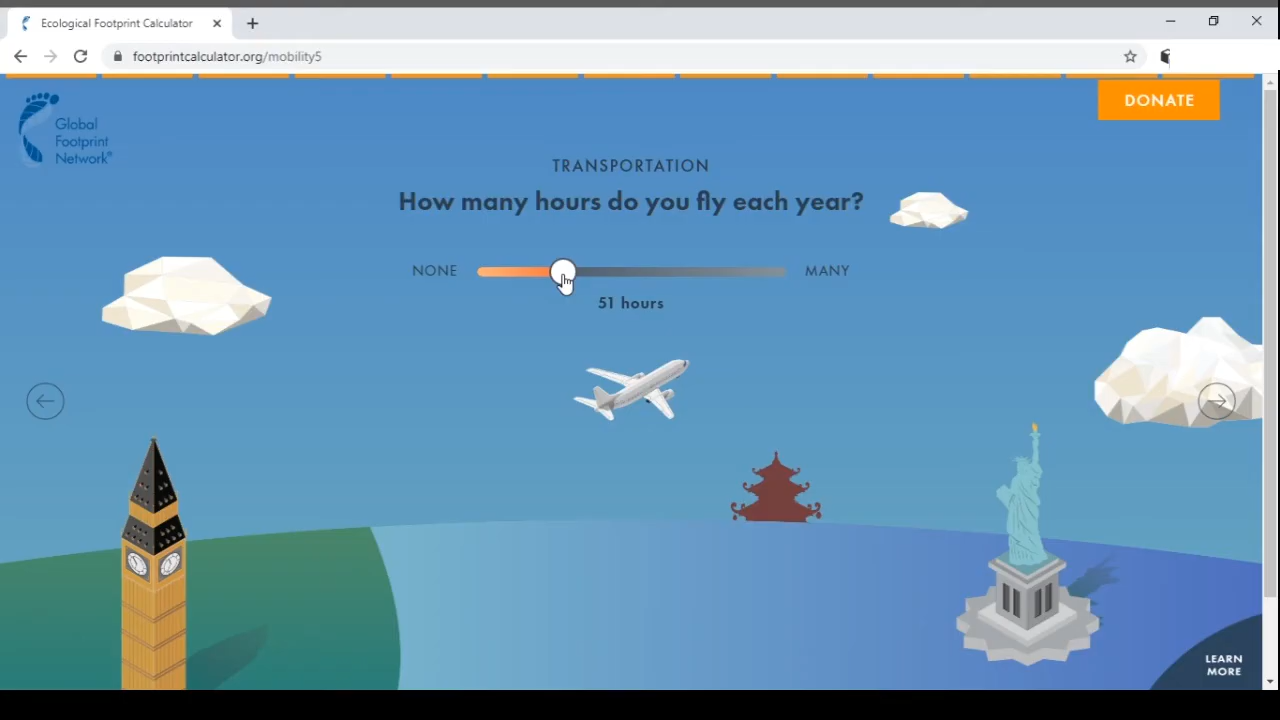 Ecological Footprint Calculator
footprintcalculator.org/mobility5
DONATE
Global
Footprint
Network®
TRANSPORTATION
How many hours do you fly each year?
NONE
MANY
51 hours
LEARN
MORE